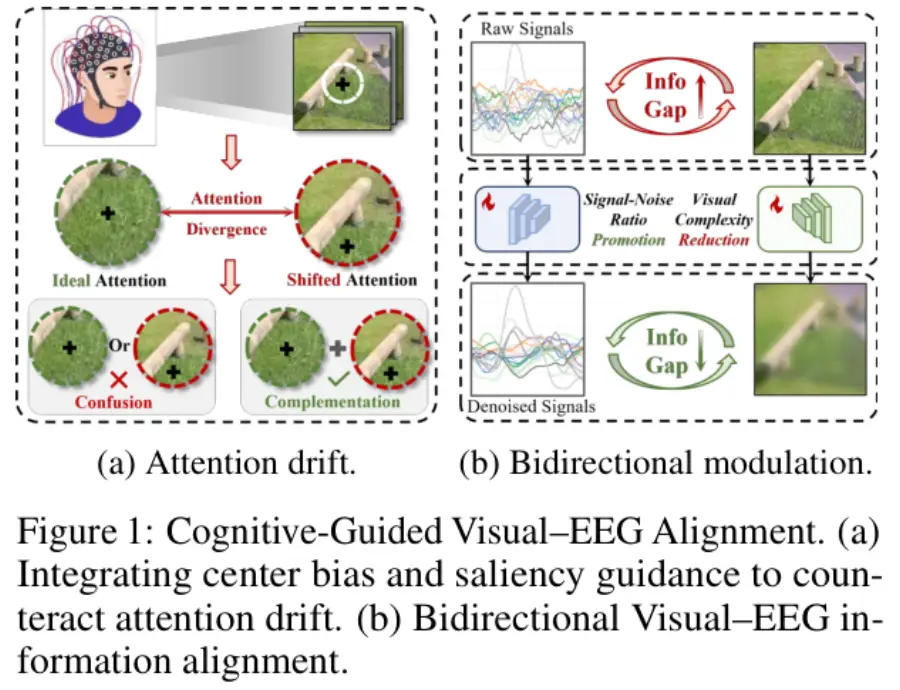 Attention
Divergence
Ideal Attention
Shifted Attention
Or
Confusion
Complementation
(a) Attention drift.
Raw Signals
Info
Gap
Signal-Noise
Ratio
Promotion
Visual
Complexity
Reduction
Info
Gap
Denoised Signals
(b) Bidirectional modulation.
Figure 1: Cognitive-Guided Visual–EEG Alignment. (a)
Integrating center bias and saliency guidance to coun-
teract attention drift. (b) Bidirectional Visual–EEG in-
formation alignment.